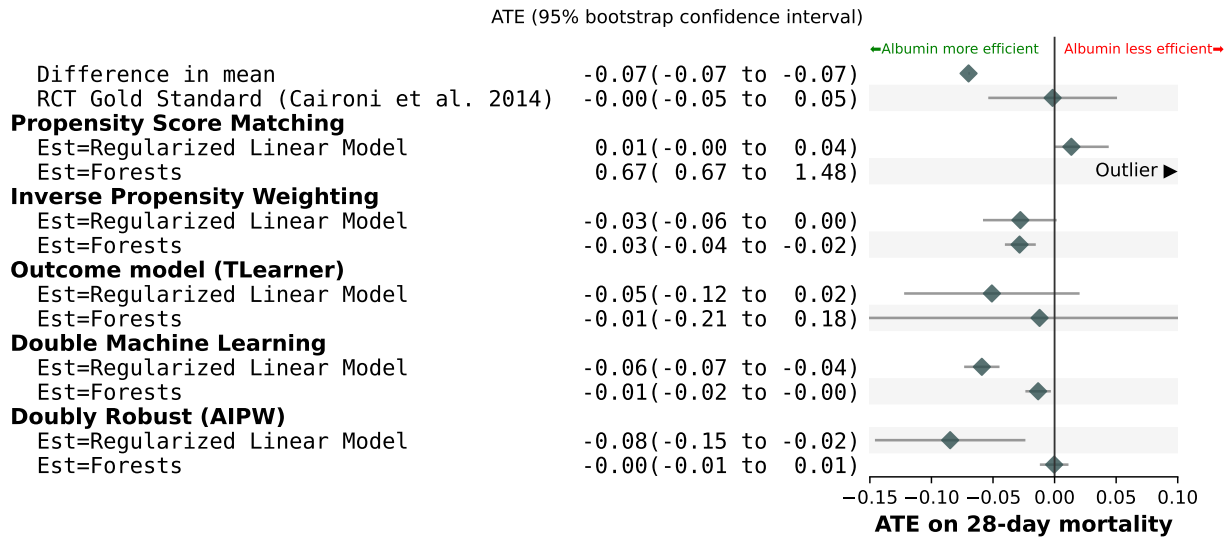 ATE (95% bootstrap confidence interval)
⬅Albumin more efficient Albumin less efficient➡
Difference in mean -0.07(-0.07 to -0.07)
RCT Gold Standard (Caironi et al. 2014) -0.00(-0.05 to 0.05)
Propensity Score Matching
Est=Regularized Linear Model 0.01(-0.00 to 0.04)
Est=Forests 0.67( 0.67 to 1.48) Outlier ▶
Inverse Propensity Weighting
Est=Regularized Linear Model -0.03(-0.06 to 0.00)
Est=Forests -0.03(-0.04 to -0.02)
Outcome model (TLearner)
Est=Regularized Linear Model -0.05(-0.12 to 0.02)
Est=Forests -0.01(-0.21 to 0.18)
Double Machine Learning
Est=Regularized Linear Model -0.06(-0.07 to -0.04)
Est=Forests -0.01(-0.02 to -0.00)
Doubly Robust (AIPW)
Est=Regularized Linear Model -0.08(-0.15 to -0.02)
Est=Forests -0.00(-0.01 to 0.01)
−0.15 −0.10 −0.05 0.00 0.05 0.10
ATE on 28-day mortality